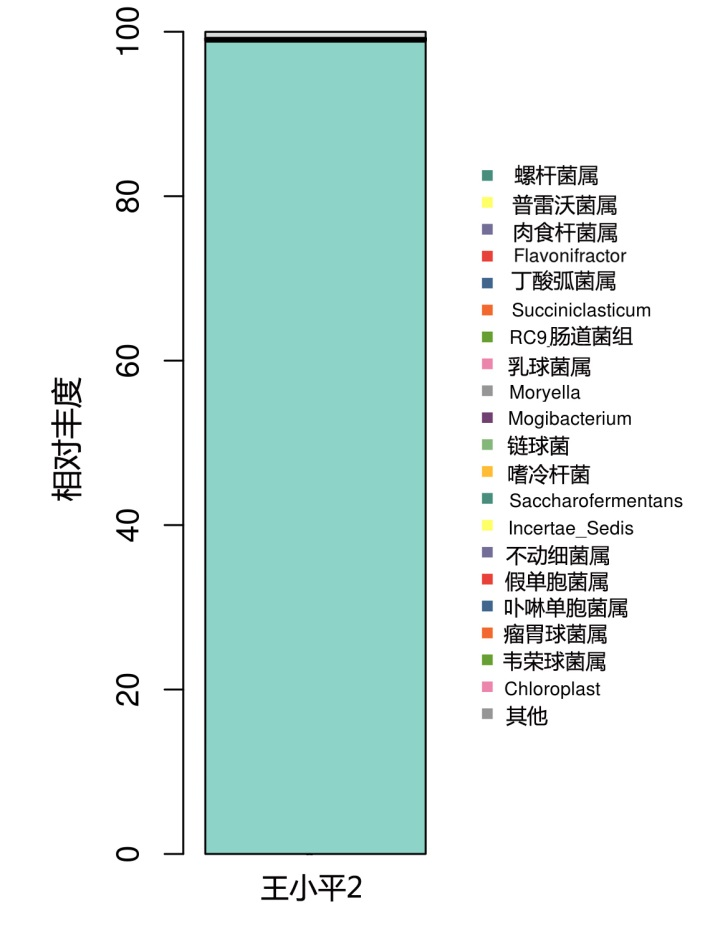 100
80
60
40
20
0
相对丰度
王小平2
螺杆菌属
普雷沃菌属
肉食杆菌属
Flavonifractor
丁酸弧菌属
Succiniclasticum
RC9_肠道菌组
乳球菌属
Moryella
Mogibacterium
链球菌
嗜冷杆菌
Saccharofermentans
Incertae_Sedis
不动细菌属
假单胞菌属
卟啉单胞菌属
瘤胃球菌属
韦荣球菌属
Chloroplast
其他